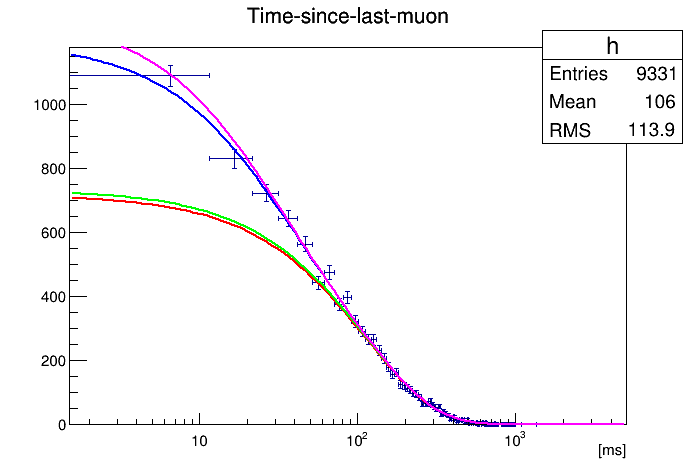 Time-since-last-muon
h
Entries 9331
Mean 106
RMS 113.9
1000
800
600
400
200
0
10
10²
10³
[ms]